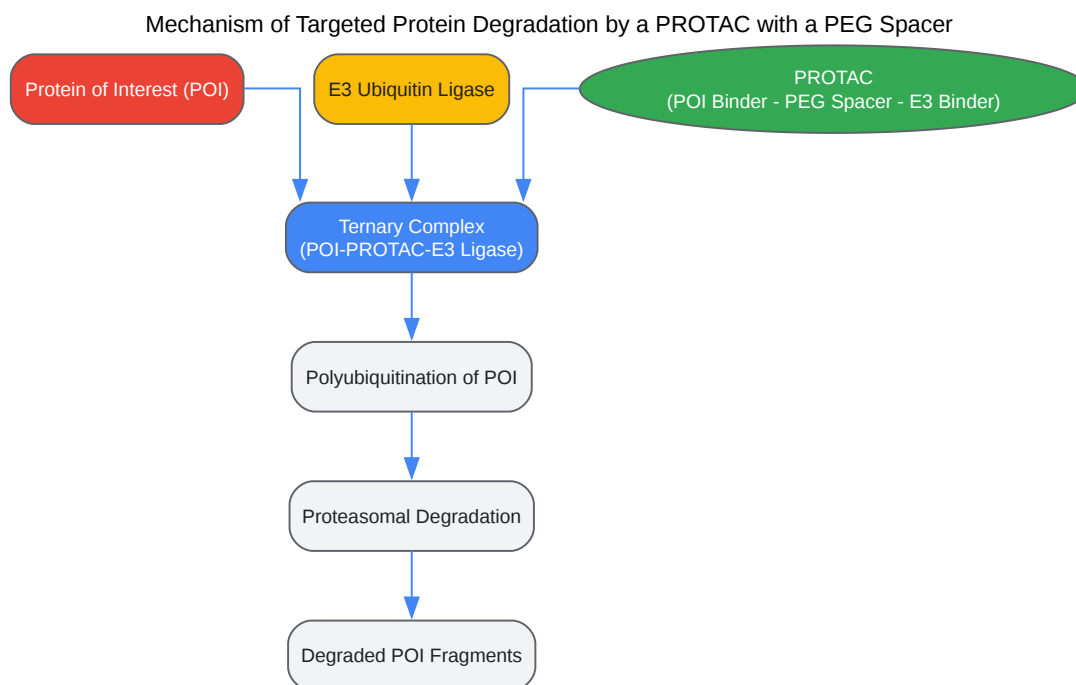 Mechanism of Targeted Protein Degradation by a PROTAC with a PEG Spacer
Protein of Interest (POI)
E3 Ubiquitin Ligase
PROTAC
(POI Binder - PEG Spacer - E3 Binder)
Ternary Complex
(POI-PROTAC-E3 Ligase)
Polyubiquitination of POI
Proteasomal Degradation
Degraded POI Fragments